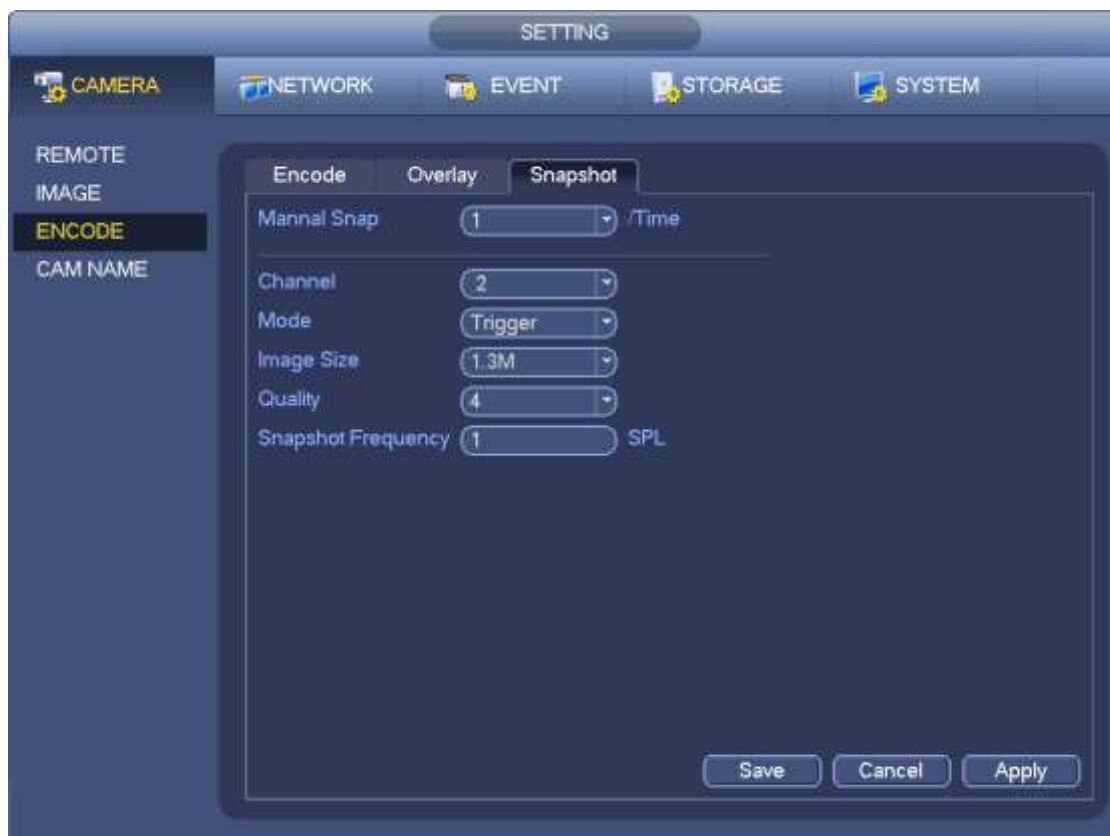 SETTING
CAMERA NETWORK EVENT STORAGE SYSTEM
REMOTE
IMAGE
ENCODE
CAM NAME
Encode Overlay Snapshot
Mannal Snap 1 /Time
Channel 2
Mode Trigger
Image Size 1.3M
Quality 4
Snapshot Frequency 1 SPL
Save Cancel Apply